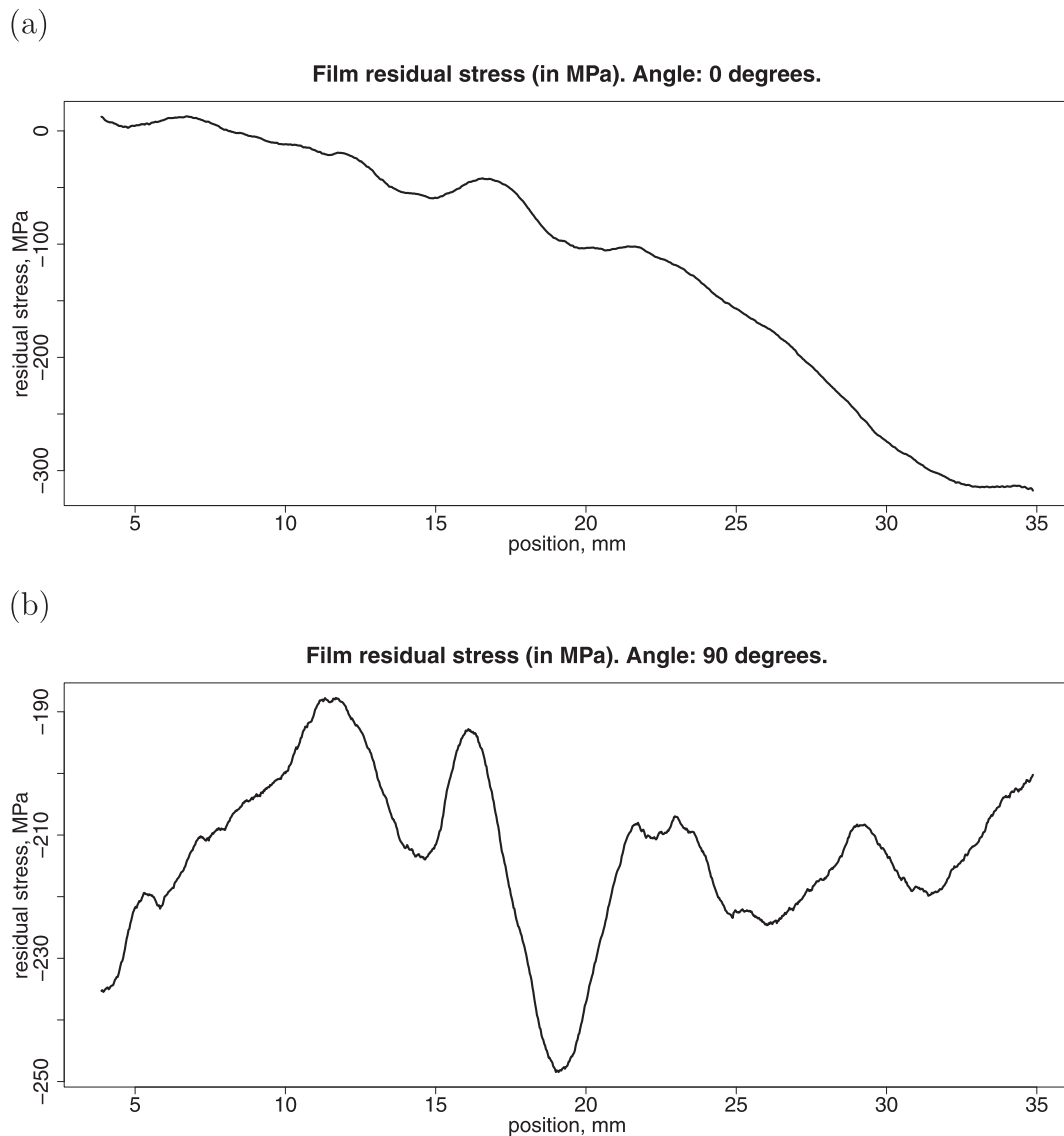 (a)
Film residual stress (in MPa). Angle: 0 degrees.
residual stress, MPa
0
−100
−200
−300
5 10 15 20 25 30 35
position, mm
(b)
Film residual stress (in MPa). Angle: 90 degrees.
residual stress, MPa
−190
−210
−230
−250
5 10 15 20 25 30 35
position, mm